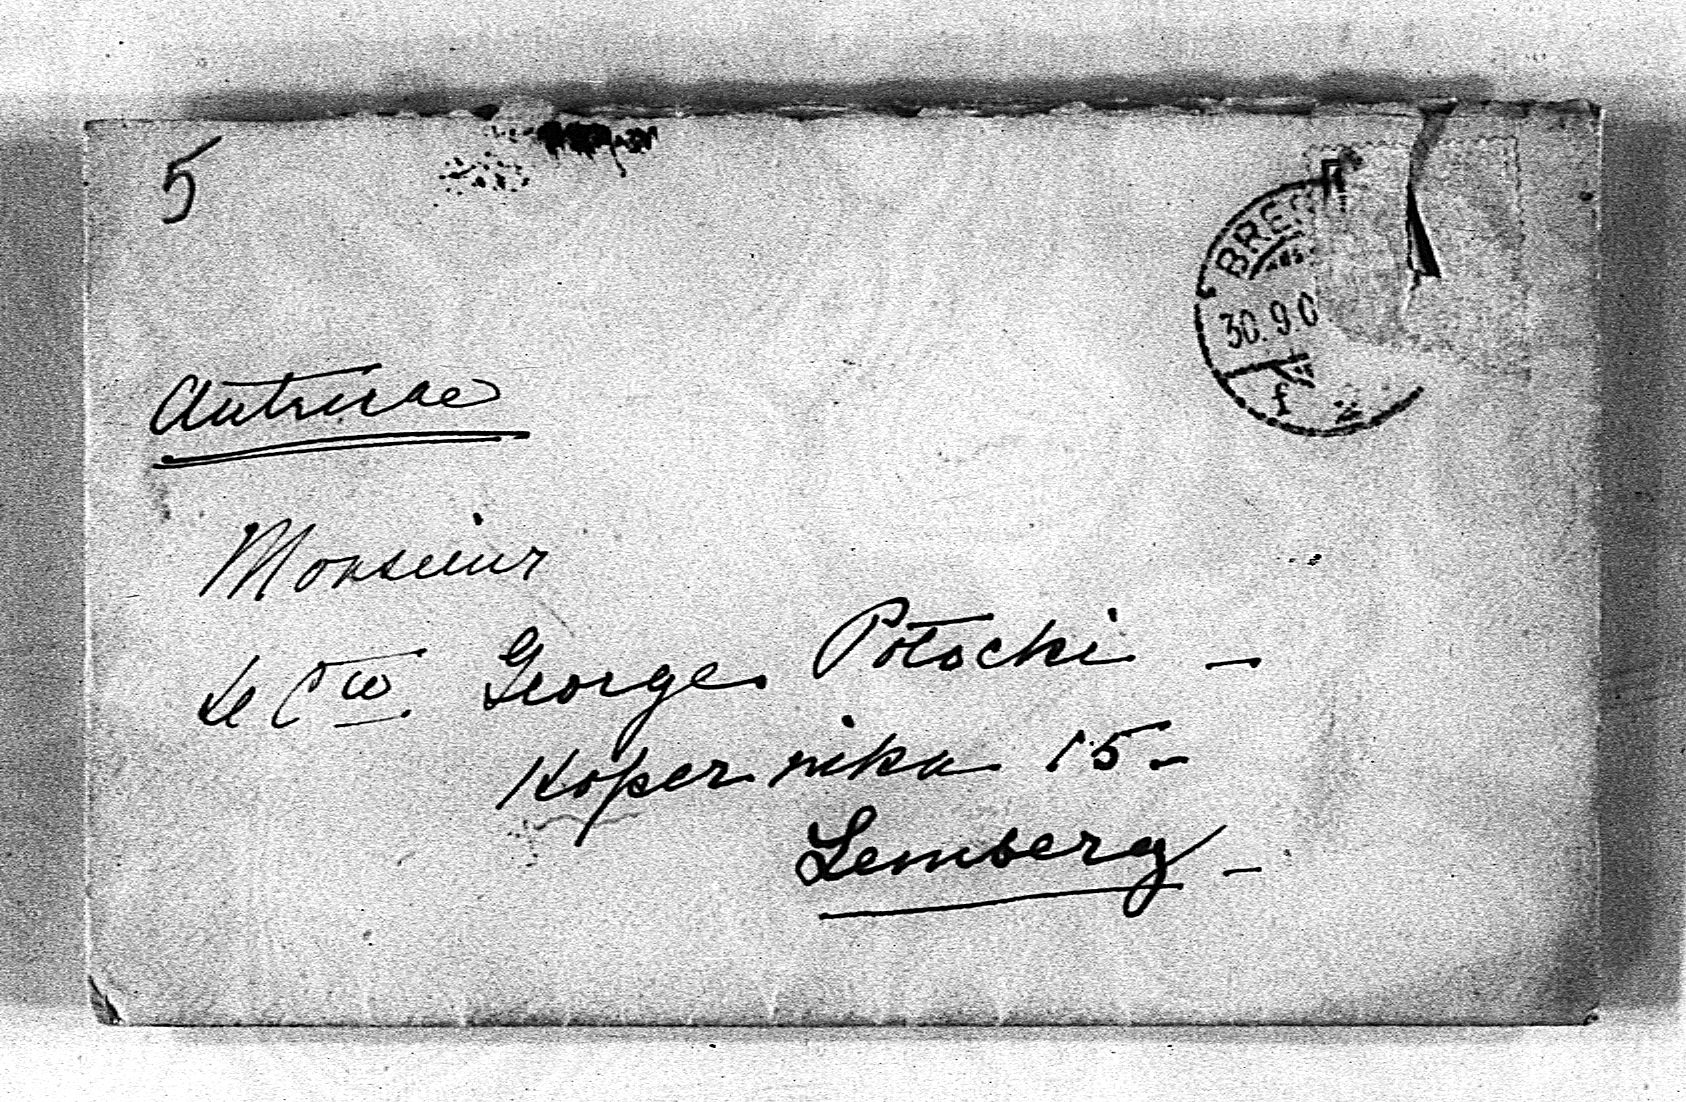 5
BRES
30.9.0
f
z
Autriche
Monsieur
le Cte George Potocki -
Kopernika 15 -
Lemberg -